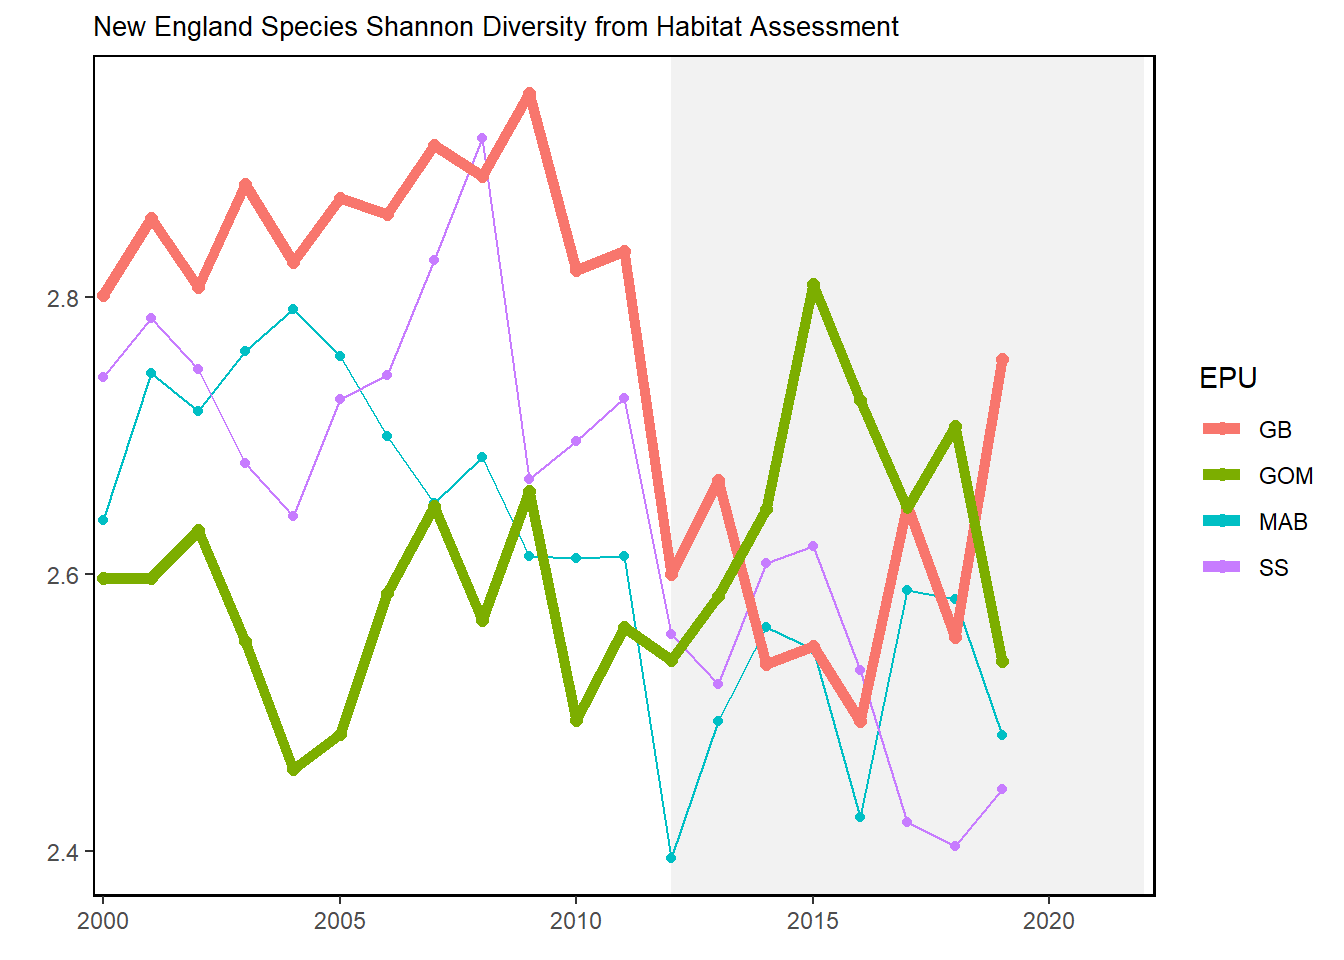 New England Species Shannon Diversity from Habitat Assessment
2.8
2.6
2.4
2000
2005
2010
2015
2020
EPU
GB
GOM
MAB
SS